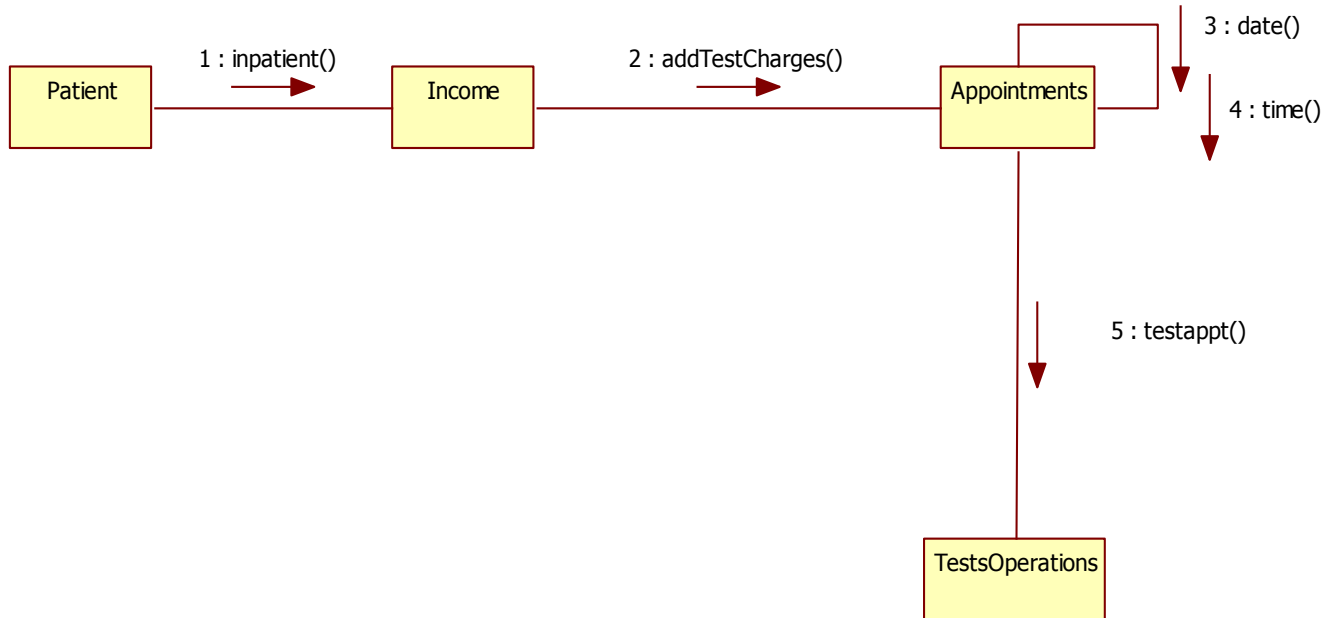 3 : date()
1 : inpatient()
2 : addTestCharges()
Patient
Income
Appointments
4 : time()
5 : testappt()
TestsOperations